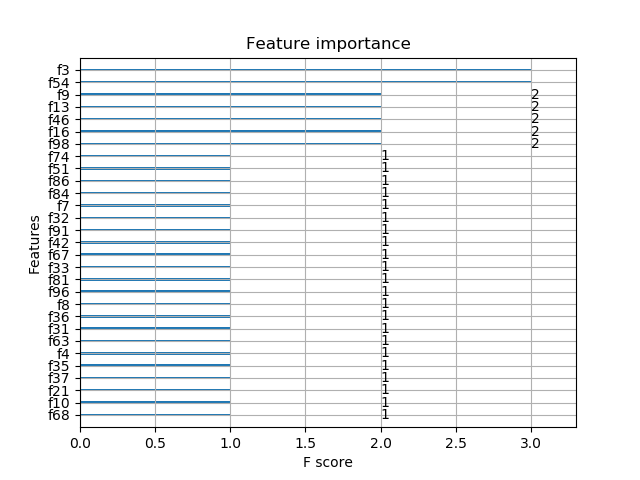 Feature importance
f3
f54
f9 2
f13 2
f46 2
f16 2
f98 2
f74 1
f51 1
f86 1
f84 1
f7 1
f32 1
f91 1
f42 1
f67 1
f33 1
f81 1
f96 1
f8 1
f36 1
f31 1
f63 1
f4 1
f35 1
f37 1
f21 1
f10 1
f68 1
Features
0.0 0.5 1.0 1.5 2.0 2.5 3.0
F score